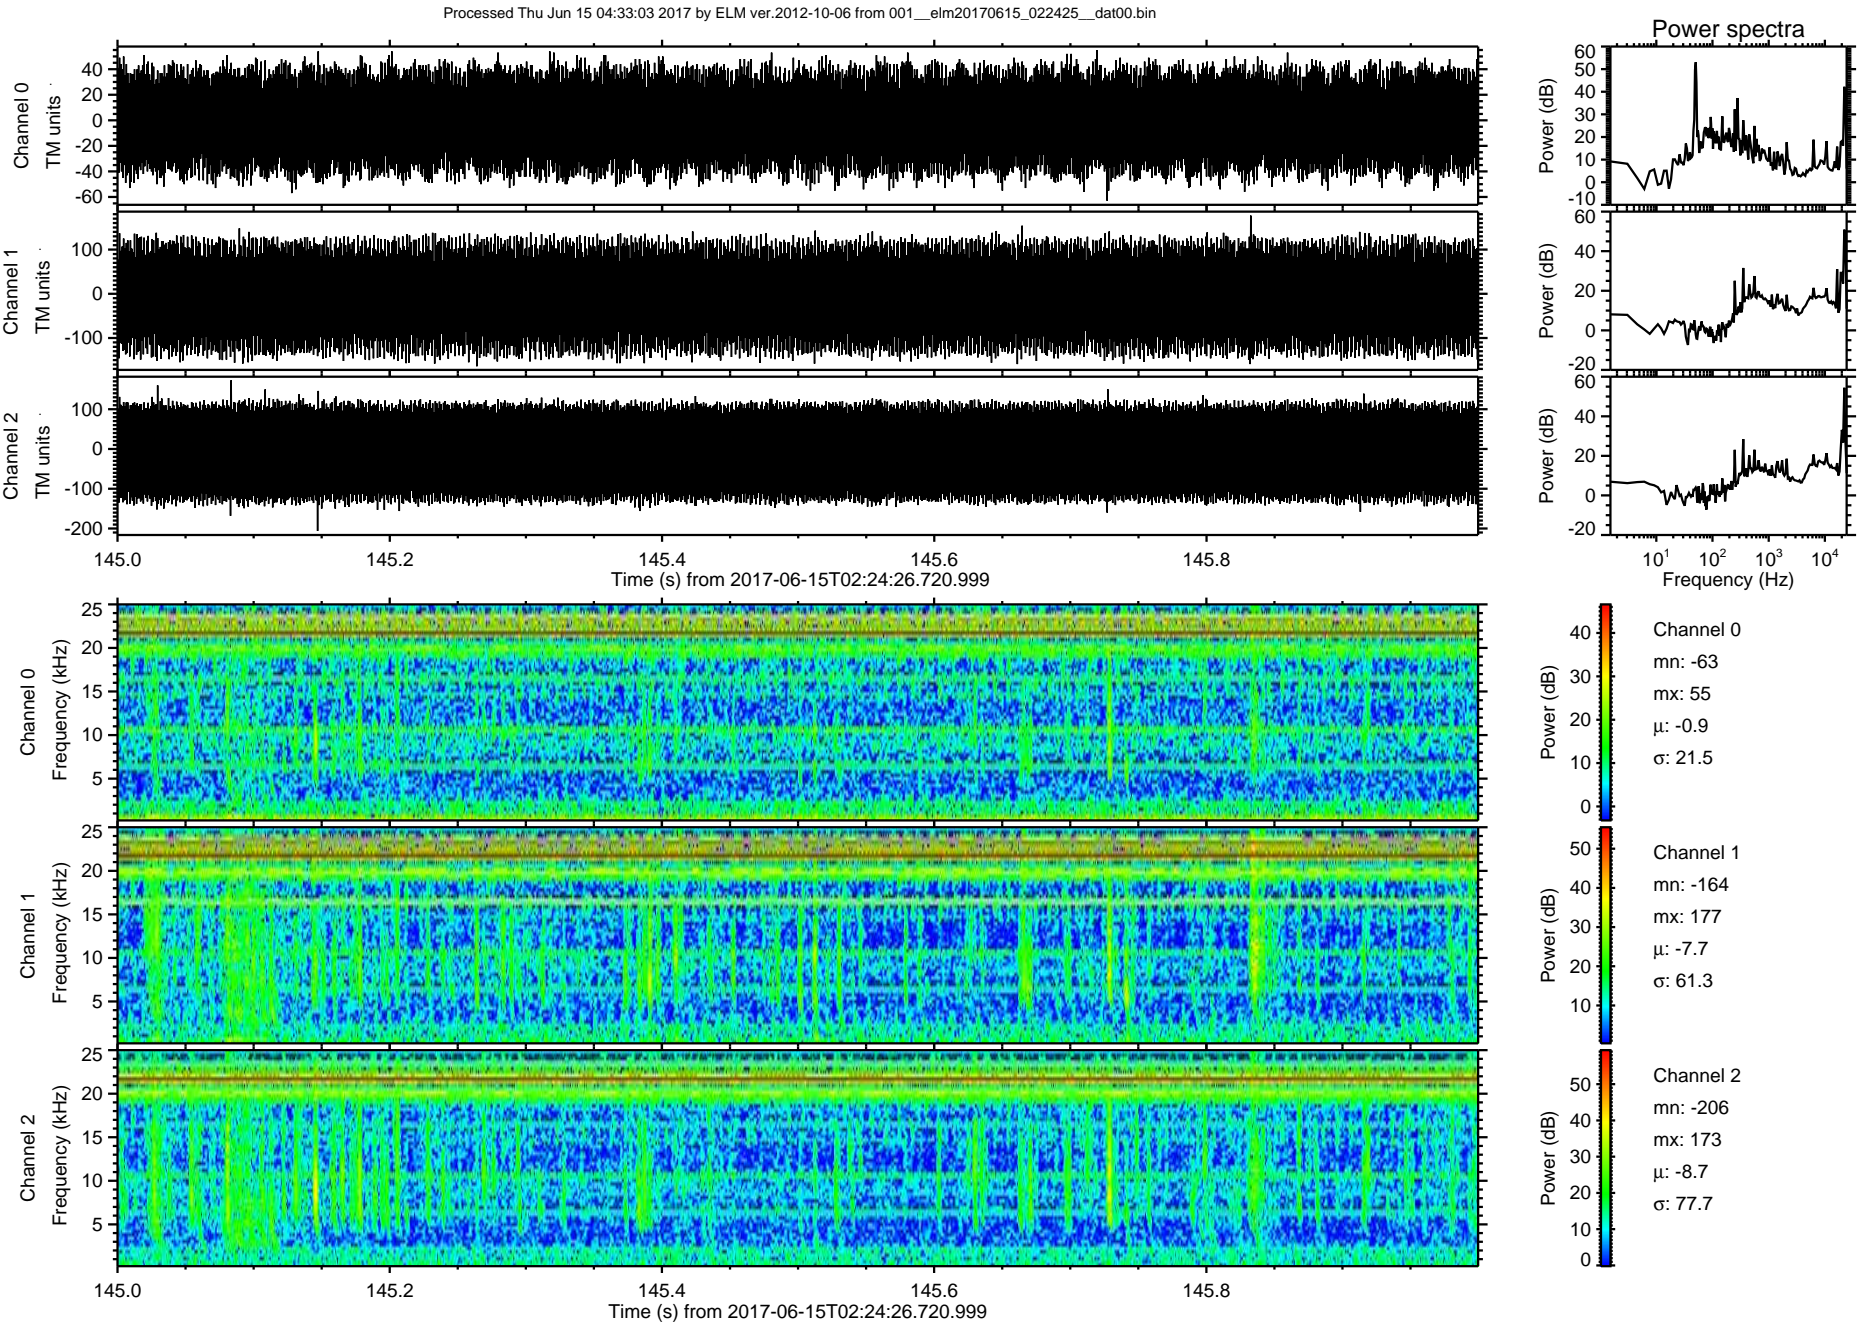 Processed Thu Jun 15 04:33:03 2017 by ELM ver.2012-10-06 from 001__elm20170615_022425__dat00.bin
Power spectra
Channel 0
TM units
40
20
0
-20
-40
-60
Power (dB)
60
50
40
30
20
10
0
-10
Channel 1
TM units
100
0
-100
Power (dB)
60
40
20
0
-20
Channel 2
TM units
100
0
-100
-200
Power (dB)
60
40
20
0
-20
145.0 145.2 145.4 145.6 145.8
Time (s) from 2017-06-15T02:24:26.720.999
10^1 10^2 10^3 10^4
Frequency (Hz)
Channel 0
Frequency (kHz)
25
20
15
10
5
Power (dB)
40
30
20
10
0
Channel 0
mn: -63
mx: 55
μ: -0.9
σ: 21.5
Channel 1
Frequency (kHz)
25
20
15
10
5
Power (dB)
50
40
30
20
10
Channel 1
mn: -164
mx: 177
μ: -7.7
σ: 61.3
Channel 2
Frequency (kHz)
25
20
15
10
5
Power (dB)
50
40
30
20
10
0
Channel 2
mn: -206
mx: 173
μ: -8.7
σ: 77.7
145.0 145.2 145.4 145.6 145.8
Time (s) from 2017-06-15T02:24:26.720.999